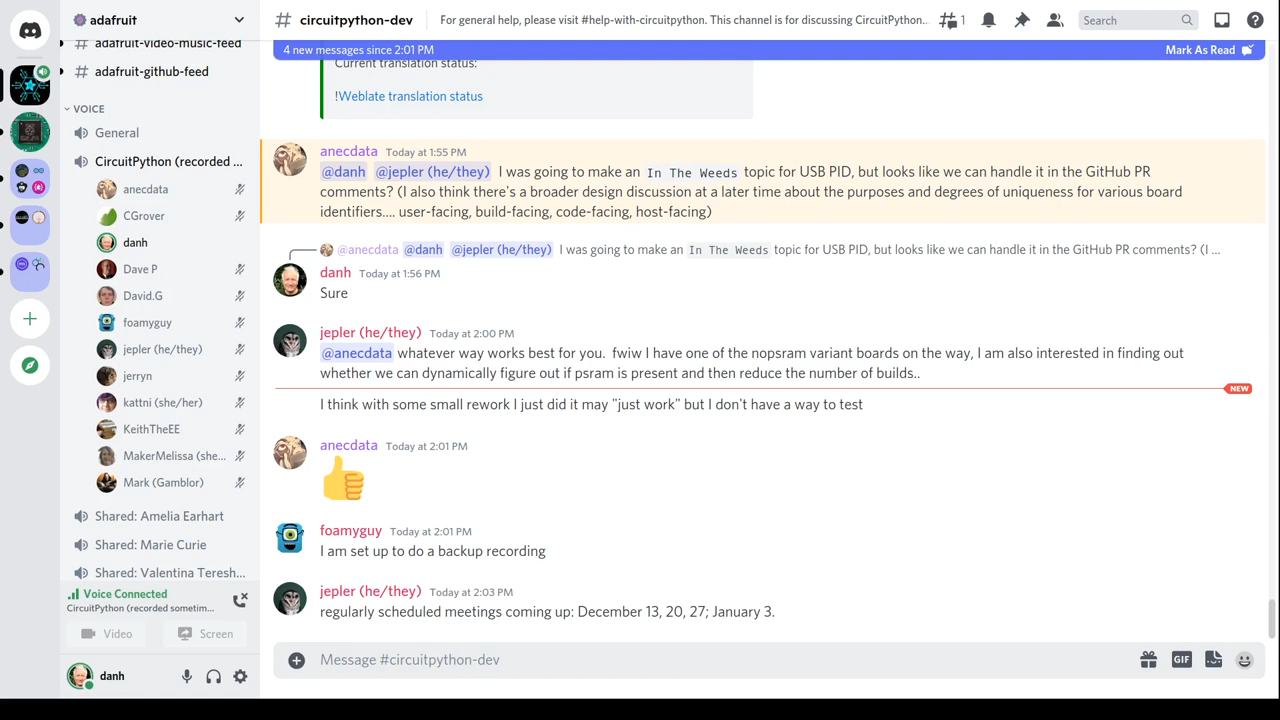 adafruit
circuitpython-dev
For general help, please visit #help-with-circuitpython. This channel is for discussing CircuitPython...
1
Search
4 new messages since 2:01 PM
Mark As Read
adafruit-video-music-feed
adafruit-github-feed
VOICE
General
CircuitPython (recorded ...
anecdata
CGrover
danh
Dave P
David.G
foamyguy
jepler (he/they)
jerryn
kattni (she/her)
KeithTheEE
MakerMelissa (she...
Mark (Gamblor)
Shared: Amelia Earhart
Shared: Marie Curie
Shared: Valentina Teresh...
Voice Connected
CircuitPython (recorded sometim...
Video
Screen
danh
Current translation status:
!Weblate translation status
anecdata Today at 1:55 PM
@danh @jepler (he/they) I was going to make an In The Weeds topic for USB PID, but looks like we can handle it in the GitHub PR
comments? (I also think there's a broader design discussion at a later time about the purposes and degrees of uniqueness for various board
identifiers.... user-facing, build-facing, code-facing, host-facing)
@anecdata @danh @jepler (he/they) I was going to make an In The Weeds topic for USB PID, but looks like we can handle it in the GitHub PR comments? (I ...
danh Today at 1:56 PM
Sure
jepler (he/they) Today at 2:00 PM
@anecdata whatever way works best for you. fwiw I have one of the nopsram variant boards on the way, I am also interested in finding out
whether we can dynamically figure out if psram is present and then reduce the number of builds..
NEW
I think with some small rework I just did it may "just work" but I don't have a way to test
anecdata Today at 2:01 PM
foamyguy Today at 2:01 PM
I am set up to do a backup recording
jepler (he/they) Today at 2:03 PM
regularly scheduled meetings coming up: December 13, 20, 27; January 3.
Message #circuitpython-dev
GIF